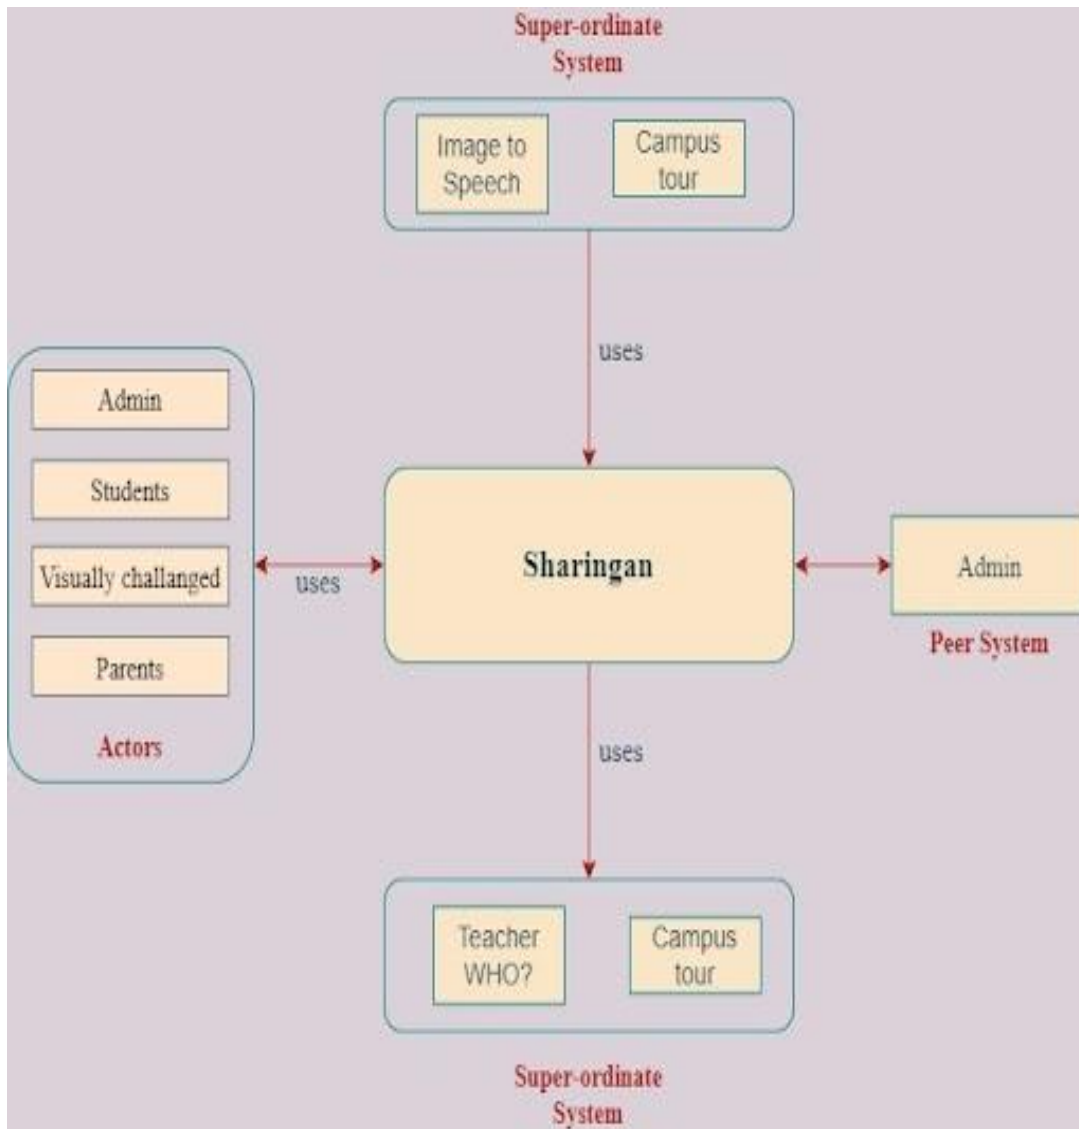 Super-ordinate
System
Image to
Speech
Campus
tour
uses
Admin
Students
Visually challanged
Parents
Actors
uses
Sharingan
Admin
Peer System
uses
Teacher
WHO?
Campus
tour
Super-ordinate
System